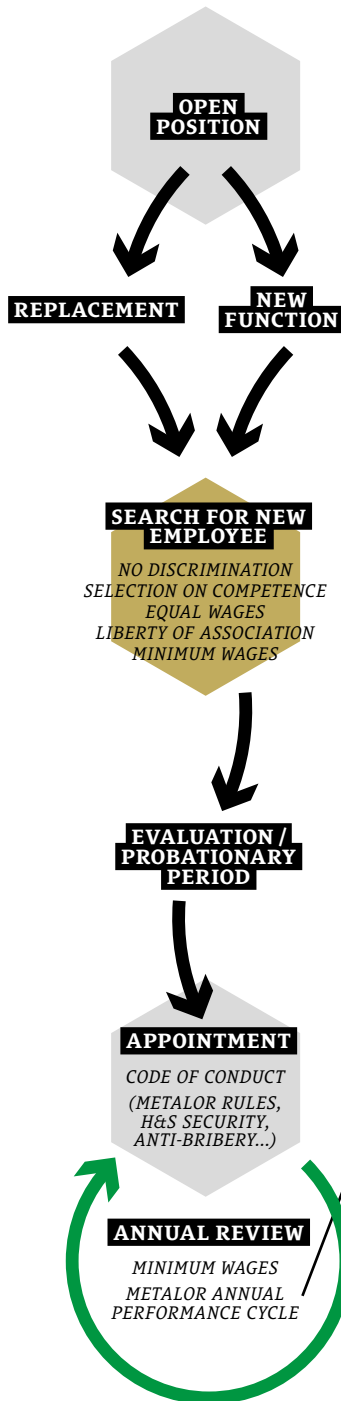 OPEN
POSITION
REPLACEMENT
NEW
FUNCTION
SEARCH FOR NEW
EMPLOYEE
NO DISCRIMINATION
SELECTION ON COMPETENCE
EQUAL WAGES
LIBERTY OF ASSOCIATION
MINIMUM WAGES
EVALUATION /
PROBATIONARY
PERIOD
APPOINTMENT
CODE OF CONDUCT
(METALOR RULES,
H&S SECURITY,
ANTI-BRIBERY...)
ANNUAL REVIEW
MINIMUM WAGES
METALOR ANNUAL
PERFORMANCE CYCLE